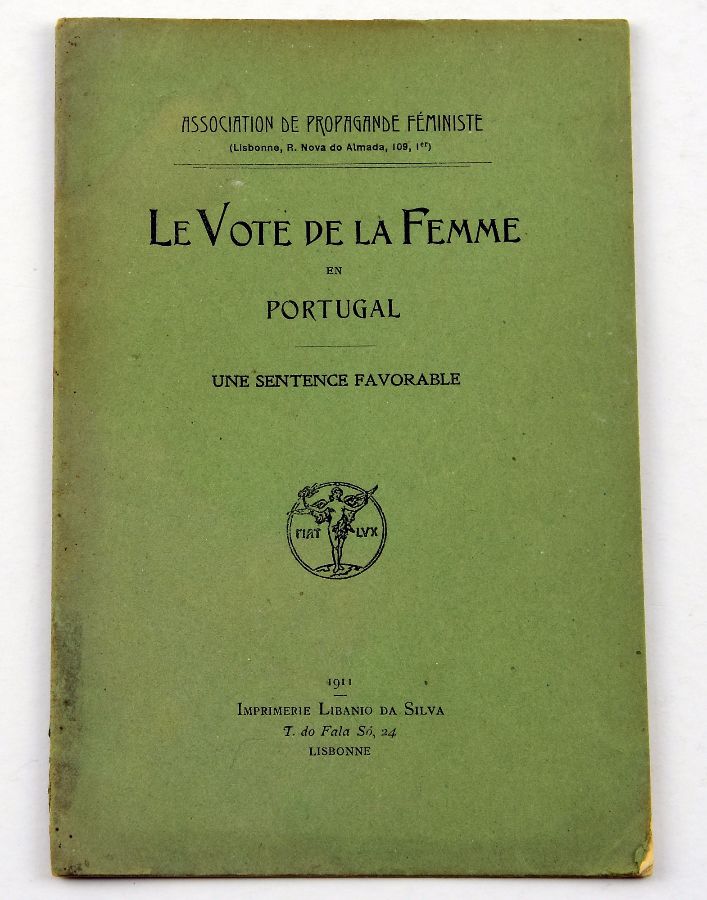 ASSOCIATION DE PROPAGANDE FÉMINISTE
(Lisbonne, R. Nova do Almada, 109, 1er)
LE VOTE DE LA FEMME
EN
PORTUGAL
UNE SENTENCE FAVORABLE
FIAT LVX
1911
IMPRIMERIE LIBANIO DA SILVA
T. do Fala Só, 24
LISBONNE